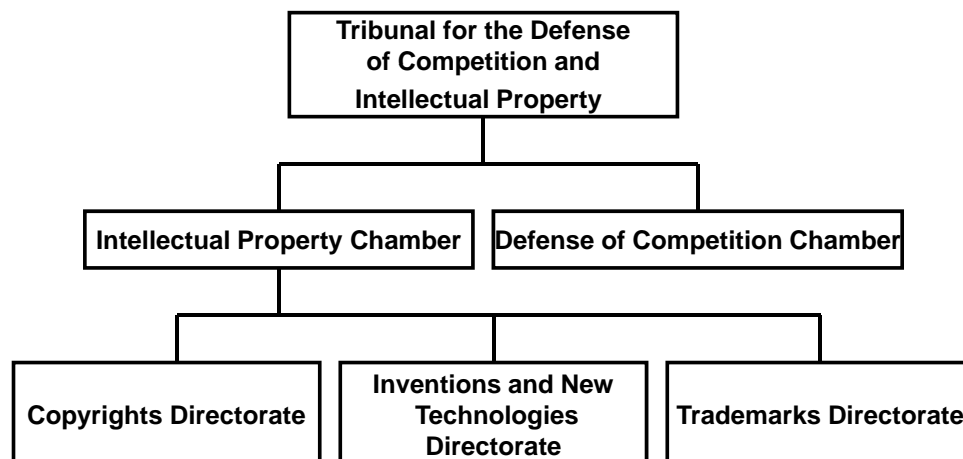 Tribunal for the Defense
of Competition and
Intellectual Property
Intellectual Property Chamber
Defense of Competition Chamber
Copyrights Directorate
Inventions and New
Technologies
Directorate
Trademarks Directorate